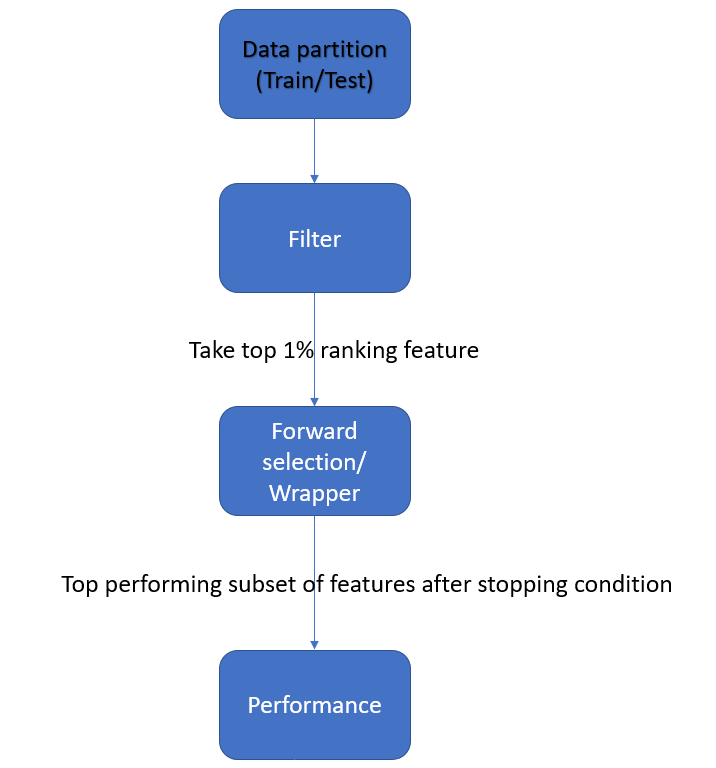 Data partition
(Train/Test)
Filter
Take top 1% ranking feature
Forward
selection/
Wrapper
Top performing subset of features after stopping condition
Performance